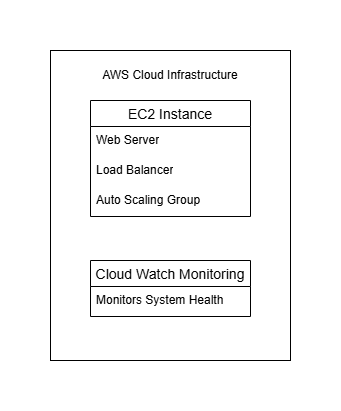 AWS Cloud Infrastructure
EC2 Instance
Web Server
Load Balancer
Auto Scaling Group
Cloud Watch Monitoring
Monitors System Health